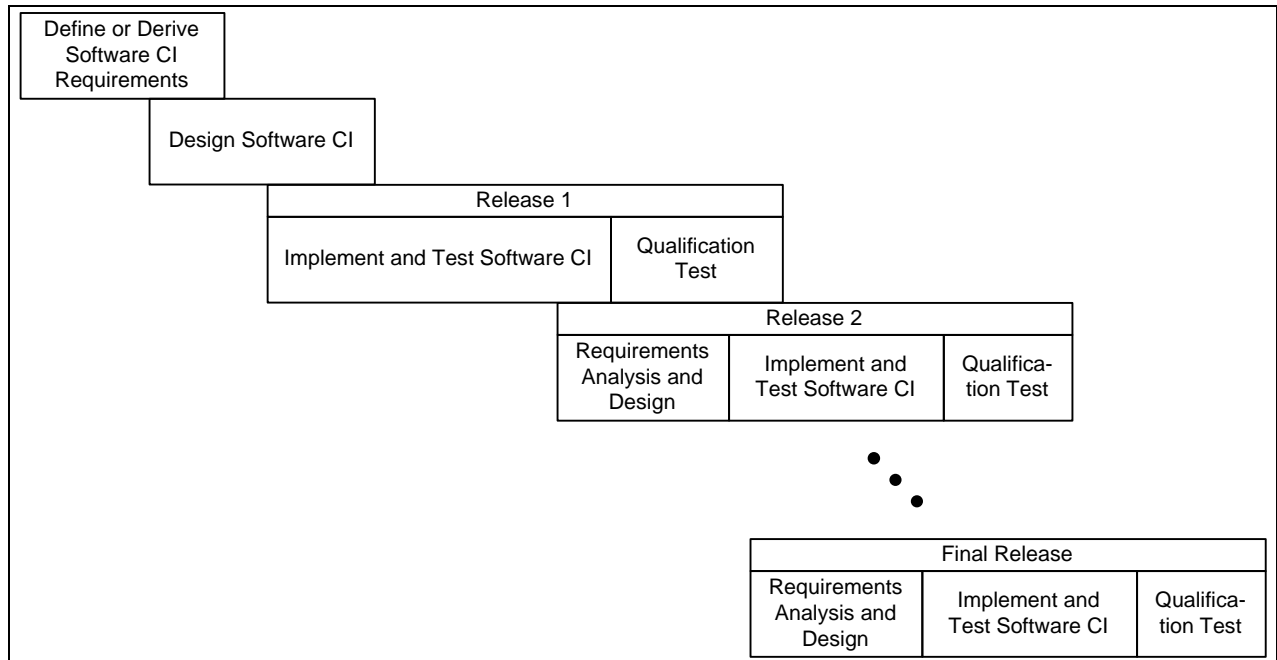 Define or Derive
Software CI
Requirements
Design Software CI
Release 1
Implement and Test Software CI
Qualification
Test
Release 2
Requirements
Analysis and
Design
Implement and
Test Software CI
Qualifica-
tion Test
Final Release
Requirements
Analysis and
Design
Implement and
Test Software CI
Qualifica-
tion Test